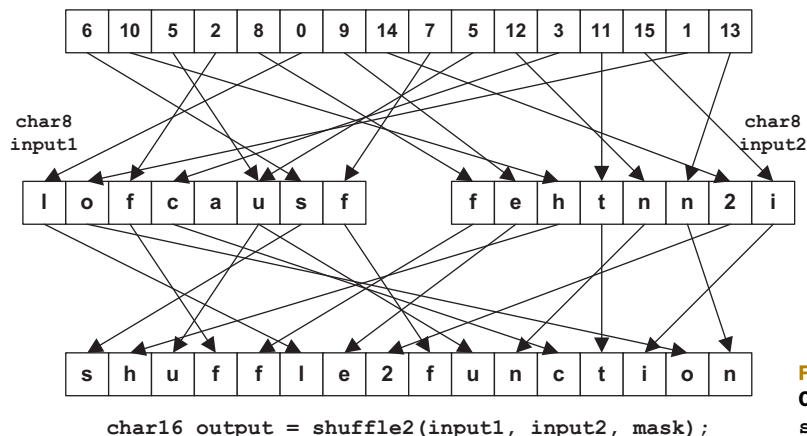 6 10 5 2 8 0 9 14 7 5 12 3 11 15 1 13
char8 input1
char8 input2
l o f c a u s f
f e h t n n 2 i
s h u f f l e 2 f u n c t i o n
F
C
s
char16 output = shuffle2(input1, input2, mask);